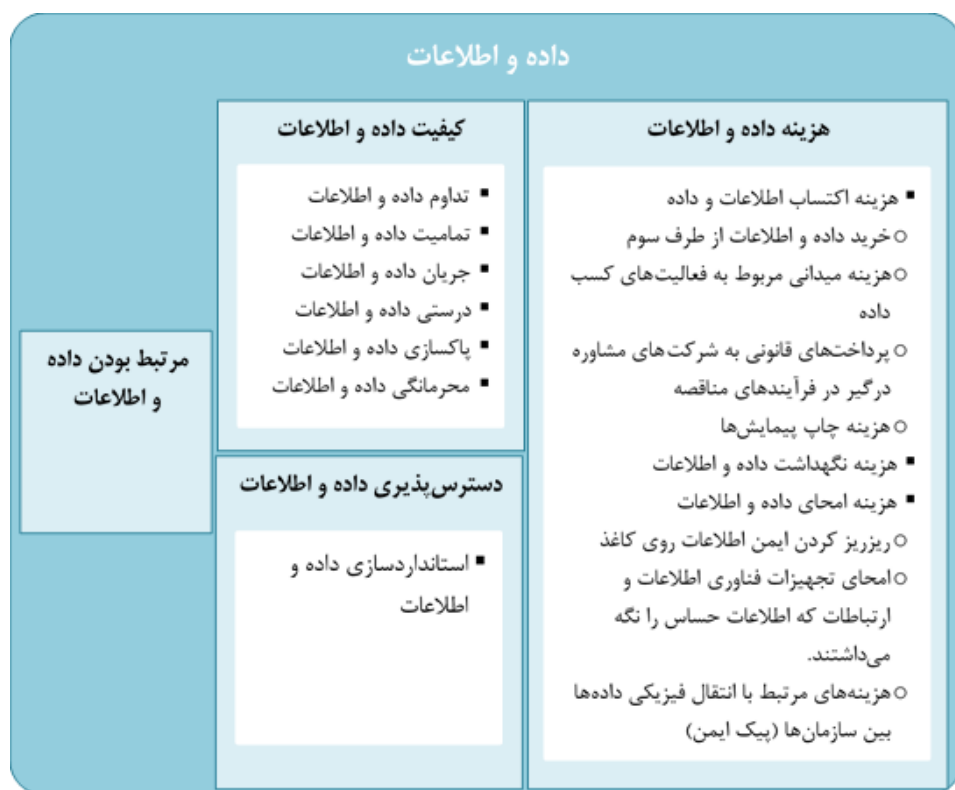 داده و اطلاعات
هزینه داده و اطلاعات
▪ هزینه اکتساب اطلاعات و داده
○ خرید داده و اطلاعات از طرف سوم
○ هزینه میدانی مربوط به فعالیت‌های کسب
داده
○ پرداخت‌های قانونی به شرکت‌های مشاوره
درگیر در فرآیندهای مناقصه
○ هزینه چاپ پیمایش‌ها
▪ هزینه نگهداشت داده و اطلاعات
▪ هزینه امحای داده و اطلاعات
○ ریزریز کردن ایمن اطلاعات روی کاغذ
○ امحای تجهیزات فناوری اطلاعات و
ارتباطات که اطلاعات حساس را نگه
می‌داشتند.
○ هزینه‌های مرتبط با انتقال فیزیکی داده‌ها
بین سازمان‌ها (پیک ایمن)
کیفیت داده و اطلاعات
▪ تداوم داده و اطلاعات
▪ تمامیت داده و اطلاعات
▪ جریان داده و اطلاعات
▪ درستی داده و اطلاعات
▪ پاکسازی داده و اطلاعات
▪ محرمانگی داده و اطلاعات
دسترس‌پذیری داده و اطلاعات
▪ استانداردسازی داده و
اطلاعات
مرتبط بودن داده
و اطلاعات